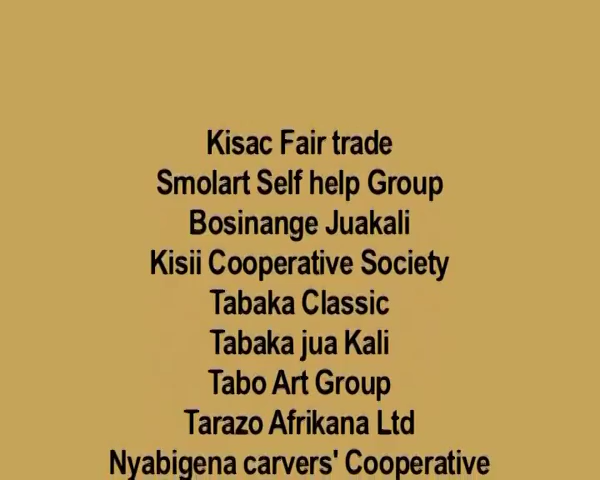 Kisac Fair trade
Smolart Self help Group
Bosinange Juakali
Kisii Cooperative Society
Tabaka Classic
Tabaka jua Kali
Tabo Art Group
Tarazo Afrikana Ltd
Nyabigena carvers' Cooperative